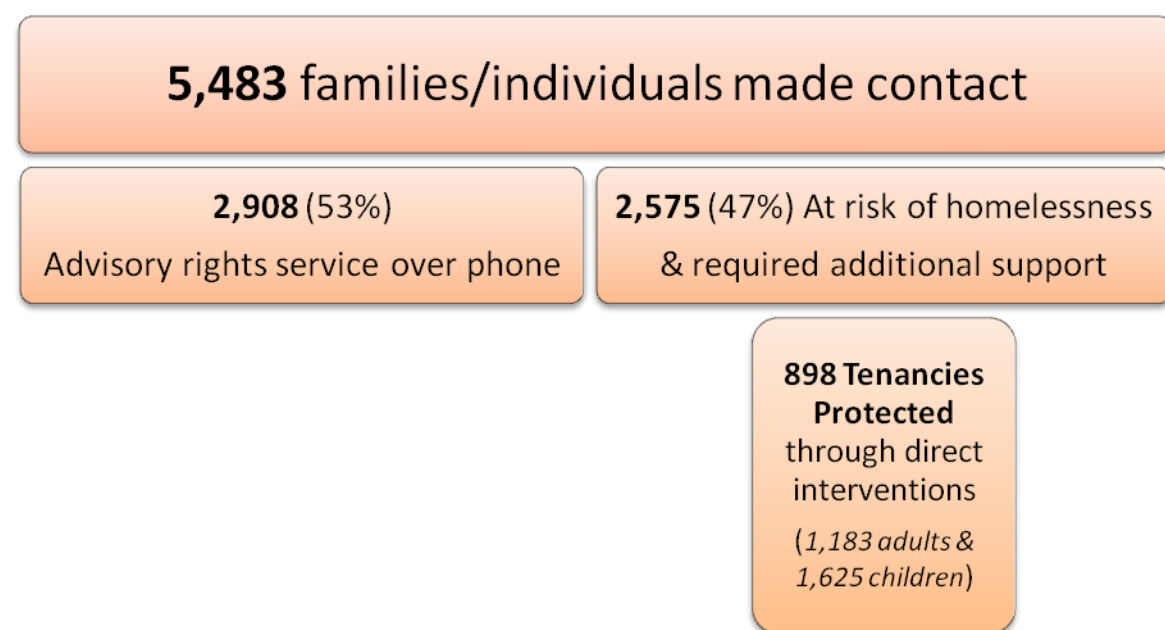 5,483 families/individuals made contact
2,908 (53%)
Advisory rights service over phone
2,575 (47%) At risk of homelessness
& required additional support
898 Tenancies
Protected
through direct
interventions
(1,183 adults &
1,625 children)